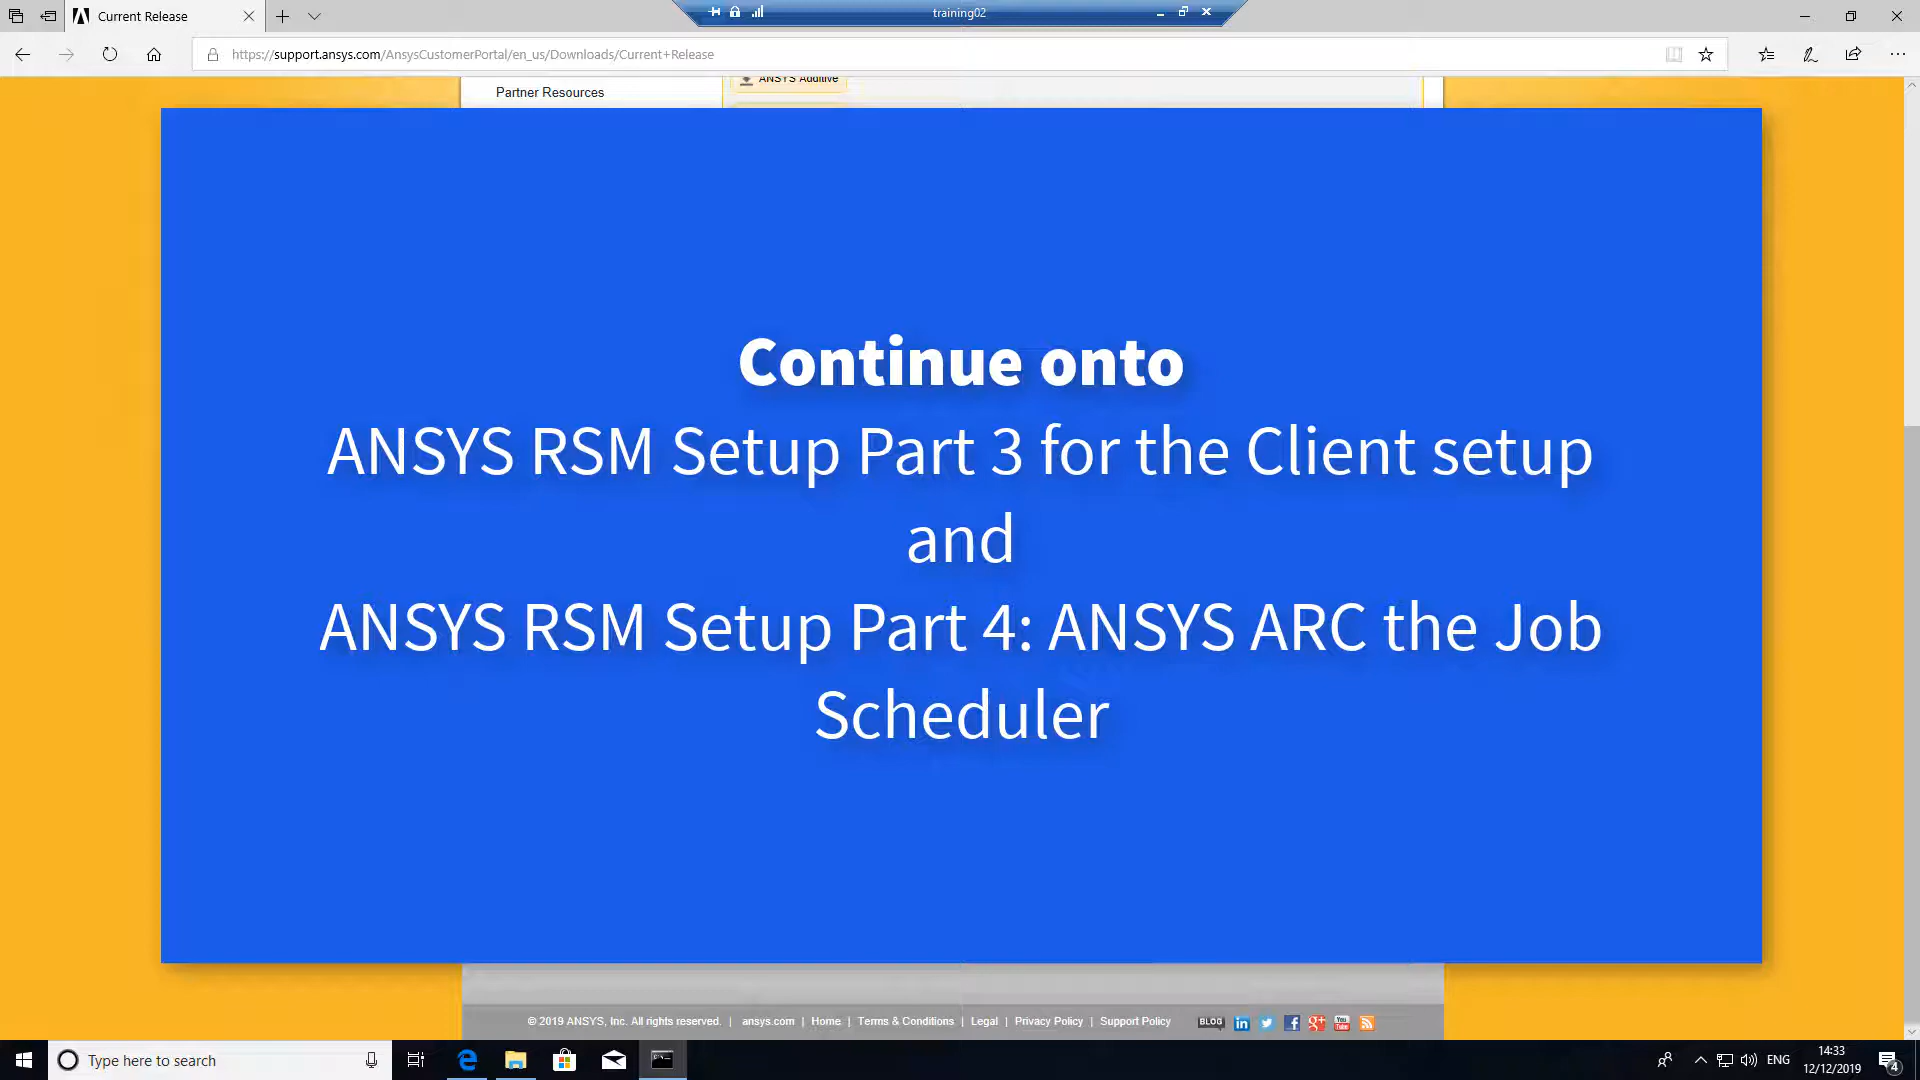 Current Release
training02
https://support.ansys.com/AnsysCustomerPortal/en_us/Downloads/Current+Release
Partner Resources
ANSYS Additive
Continue onto
ANSYS RSM Setup Part 3 for the Client setup
and
ANSYS RSM Setup Part 4: ANSYS ARC the Job
Scheduler
© 2019 ANSYS, Inc. All rights reserved. | ansys.com | Home | Terms & Conditions | Legal | Privacy Policy | Support Policy BLOG
Type here to search
ENG
14:33
12/12/2019
4